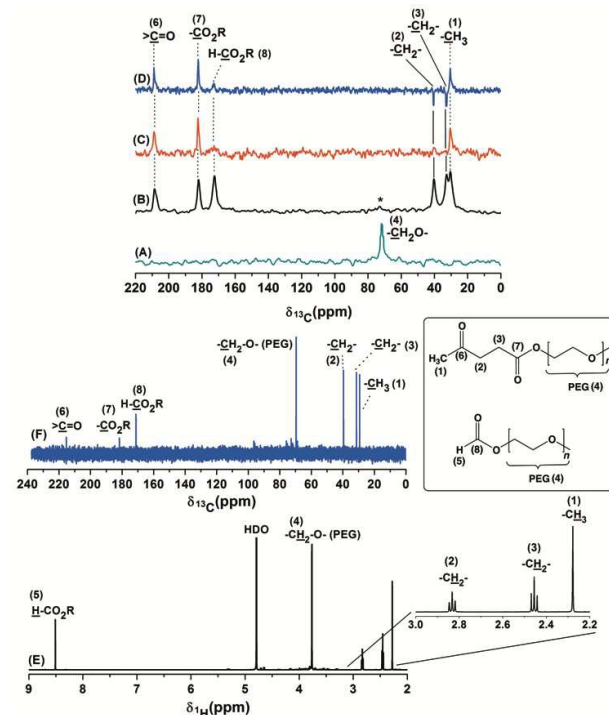 (6)
>C=O
(7)
-CO₂R
H-CO₂R (8)
(2)
-CH₂-
(3)
-CH₂-
(1)
-CH₃
(D)
(C)
(B)
*
(4)
-CH₂O-
(A)
220 200 180 160 140 120 100 80 60 40 20 0
δ₁₃C(ppm)
-CH₂-O- (PEG)
(4)
-CH₂-
(2)
-CH₂- (3)
-CH₃ (1)
(8)
H-CO₂R
(7)
-CO₂R
(6)
>C=O
(F)
240 220 200 180 160 140 120 100 80 60 40 20 0
δ₁₃C(ppm)
O
(6)
(3)
(7)
O
O
n
H₃C
(1)
(2)
O
PEG (4)
O
H
(5)
(8)
O
O
n
PEG (4)
(5)
H-CO₂R
HDO
(4)
-CH₂-O- (PEG)
(2)
-CH₂-
(3)
-CH₂-
(1)
-CH₃
3.0 2.8 2.6 2.4 2.2
(E)
9 8 7 6 5 4 3 2
δ₁H(ppm)